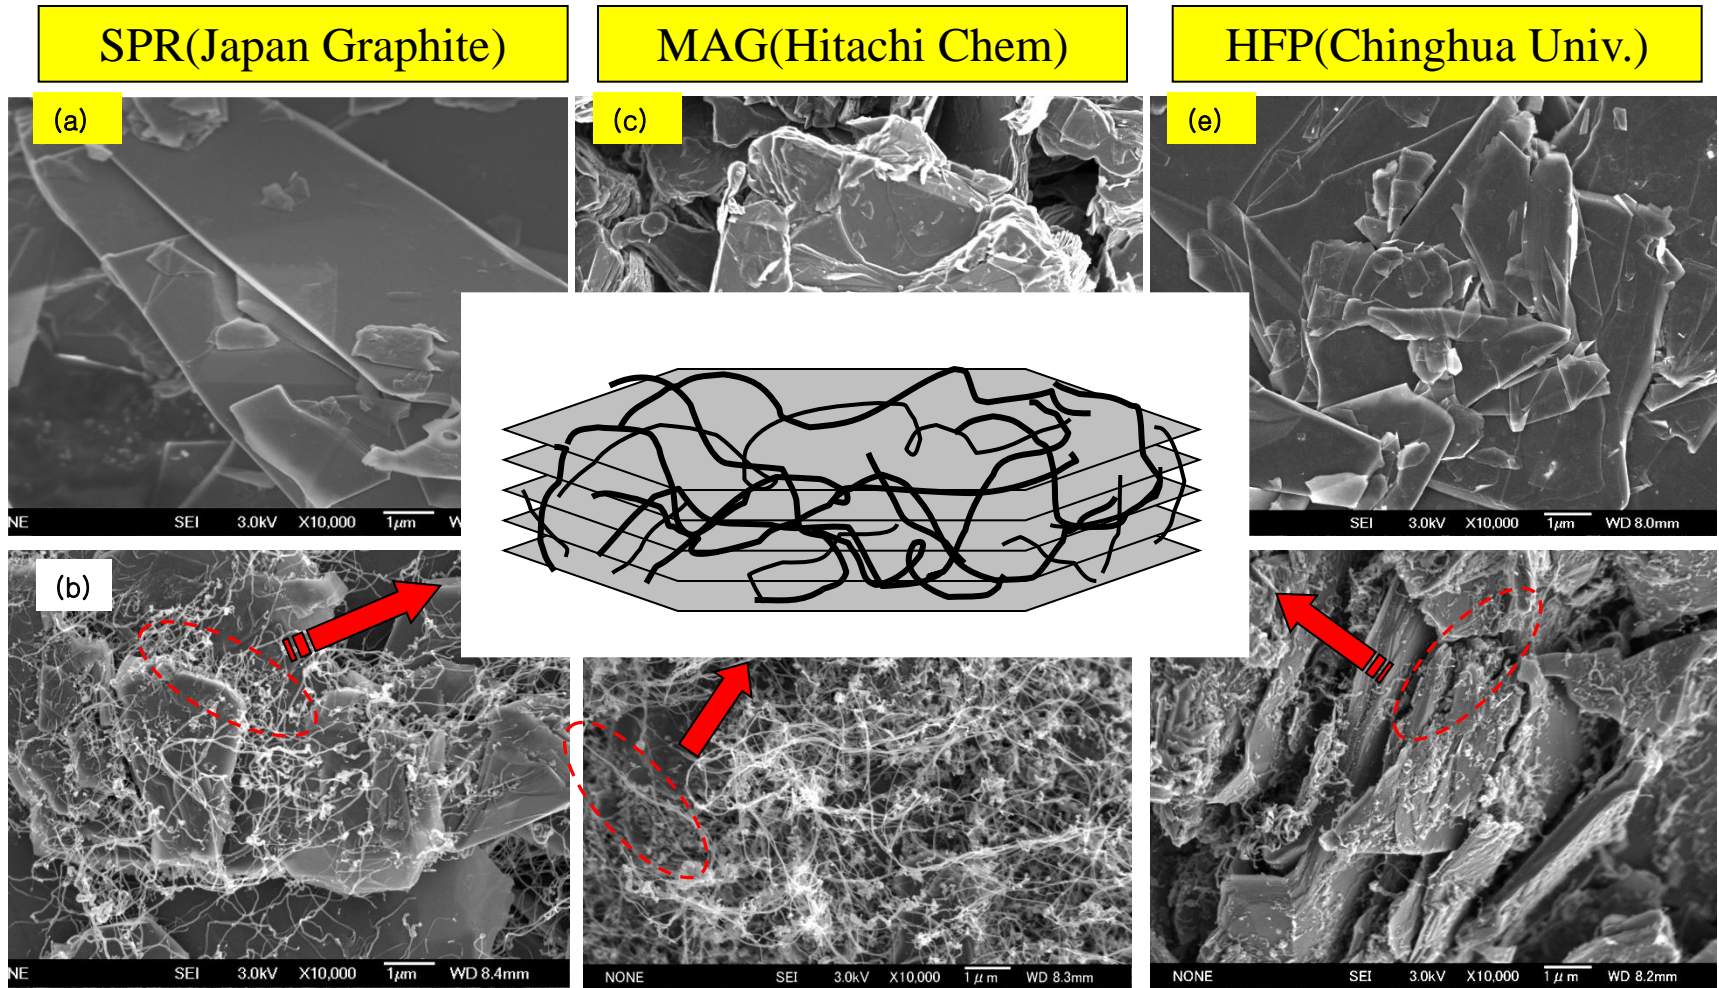 SPR(Japan Graphite)
MAG(Hitachi Chem)
HFP(Chinghua Univ.)
(a)
(c)
(e)
NE SEI 3.0kV X10,000 1μm W
SEI 3.0kV X10,000 1μm WD 8.0mm
(b)
NE SEI 3.0kV X10,000 1μm WD 8.4mm
NONE SEI 3.0kV X10,000 1μm WD 8.3mm
NONE SEI 3.0kV X10,000 1μm WD 8.2mm